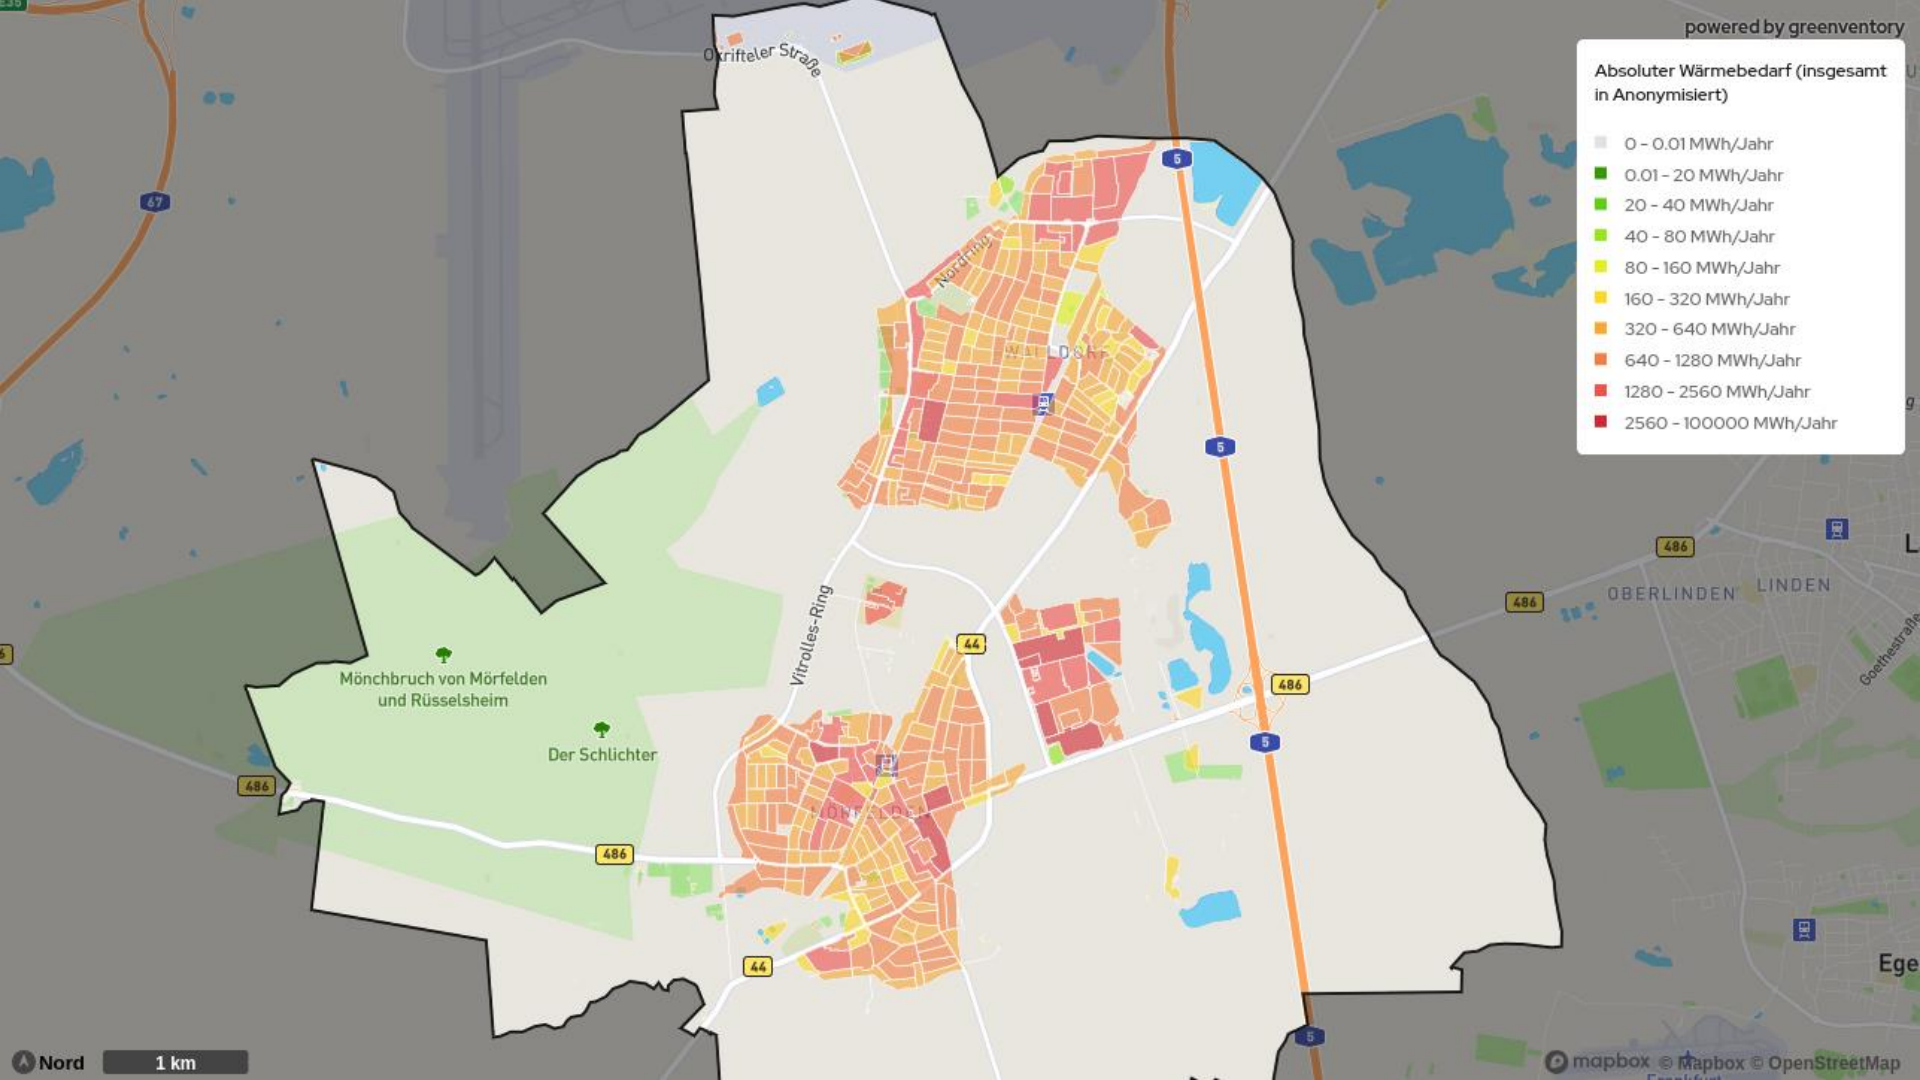 E35
Okrifteler Straße
powered by greenventory
Absoluter Wärmebedarf (insgesamt
in Anonymisiert)
0 - 0.01 MWh/Jahr
0.01 - 20 MWh/Jahr
20 - 40 MWh/Jahr
40 - 80 MWh/Jahr
80 - 160 MWh/Jahr
160 - 320 MWh/Jahr
320 - 640 MWh/Jahr
640 - 1280 MWh/Jahr
1280 - 2560 MWh/Jahr
2560 - 100000 MWh/Jahr
5
67
Nordring
WALLDORF
5
486
486
OBERLINDEN
LINDEN
Goethestraße
44
Vitrolles-Ring
Mönchbruch von Mörfelden
und Rüsselsheim
486
5
Der Schlichter
486
MÖRFELDEN
486
44
Ege
5
Nord
1 km
mapbox
© Mapbox © OpenStreetMap